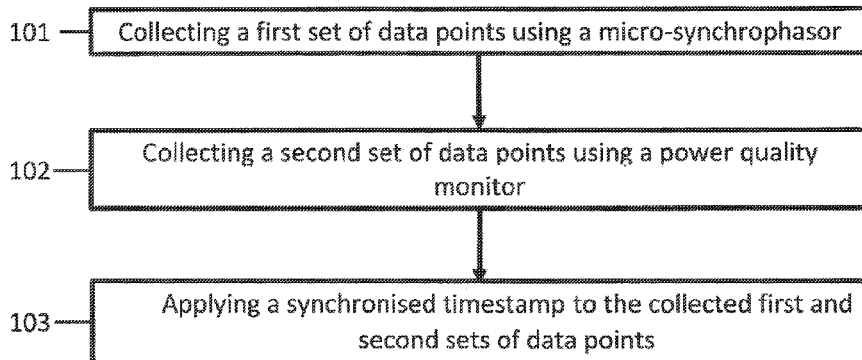 101 Collecting a first set of data points using a micro-synchrophasor
102 Collecting a second set of data points using a power quality
monitor
103 Applying a synchronised timestamp to the collected first and
second sets of data points